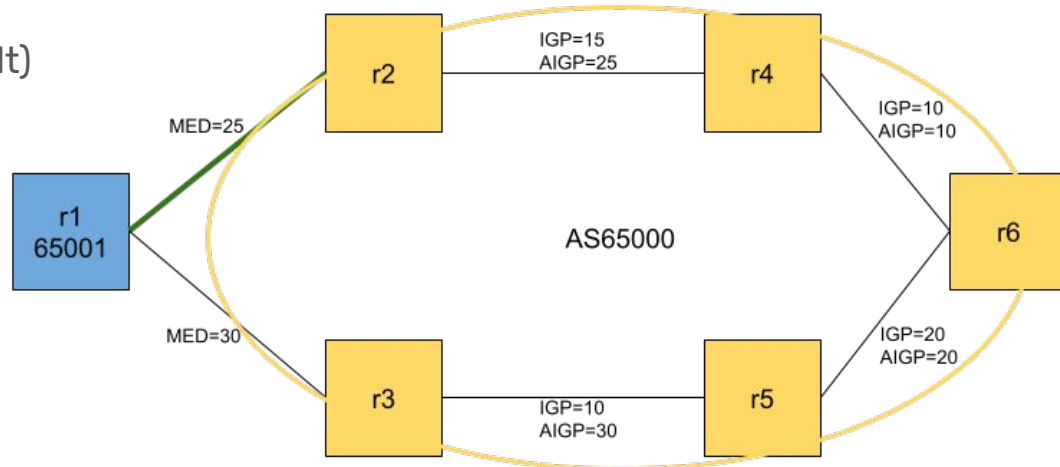 r2
IGP=15
AIGP=25
r4
MED=25
IGP=10
AIGP=10
r1
65001
AS65000
r6
MED=30
IGP=20
AIGP=20
r3
IGP=10
AIGP=30
r5